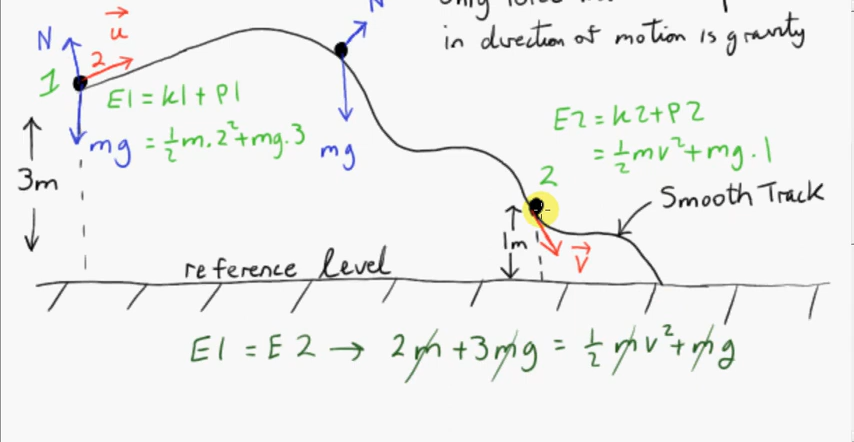 in direction of motion is gravity
N
u
2
1
E1 = k1 + P1
mg = ½m.2² + mg.3
3m
N
mg
E2 = k2 + P2
= ½mv² + mg.1
2
Smooth Track
1m
v
reference level
E1 = E2 → 2m + 3mg = ½mv² + mg